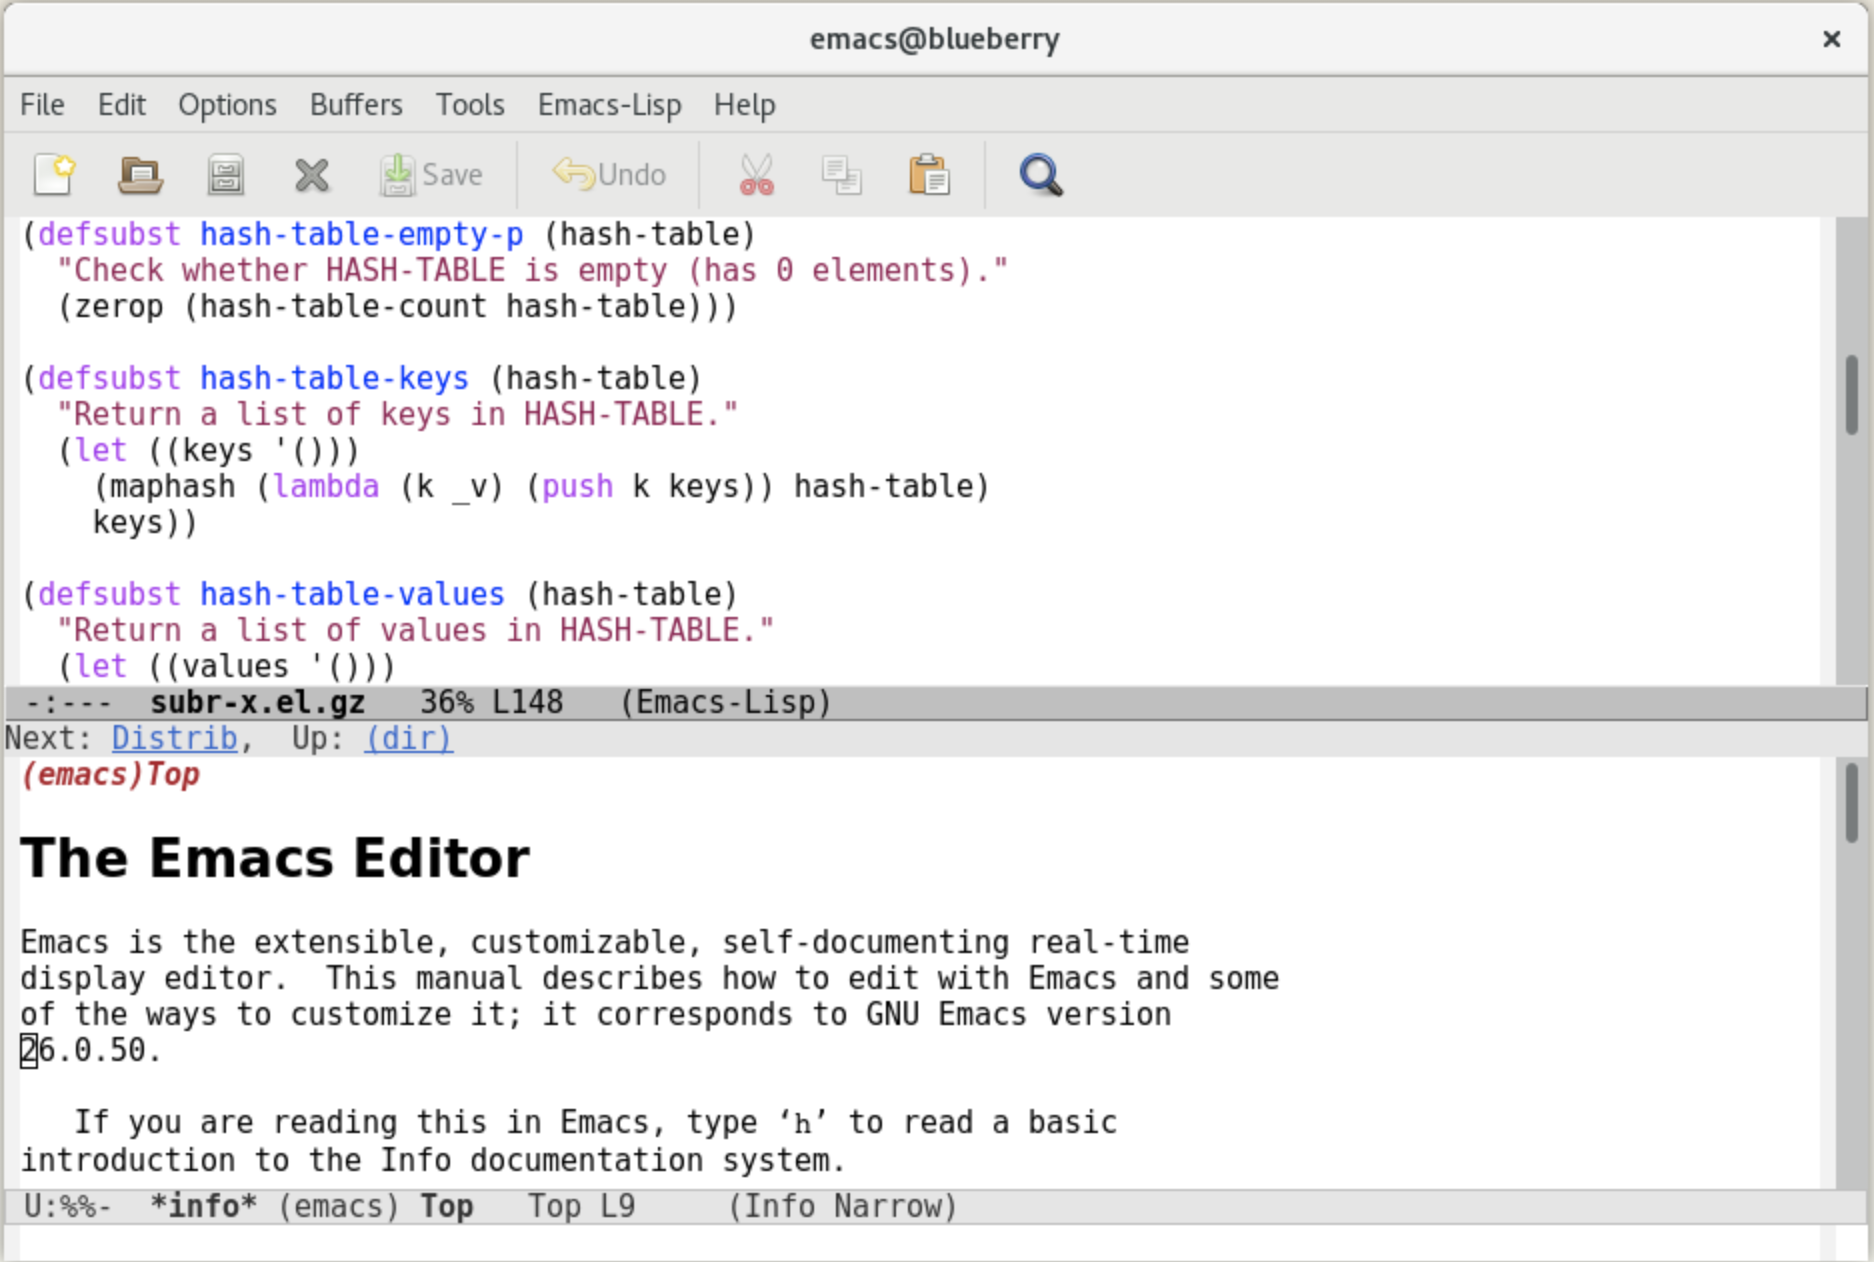 emacs@blueberry
File Edit Options Buffers Tools Emacs-Lisp Help
Save Undo
(defsubst hash-table-empty-p (hash-table)
  "Check whether HASH-TABLE is empty (has 0 elements)."
  (zerop (hash-table-count hash-table)))
(defsubst hash-table-keys (hash-table)
  "Return a list of keys in HASH-TABLE."
  (let ((keys '()))
    (maphash (lambda (k _v) (push k keys)) hash-table)
    keys))
(defsubst hash-table-values (hash-table)
  "Return a list of values in HASH-TABLE."
  (let ((values '()))
-:---  subr-x.el.gz   36% L148   (Emacs-Lisp)
Next: Distrib,  Up: (dir)
(emacs)Top
The Emacs Editor
Emacs is the extensible, customizable, self-documenting real-time
display editor.  This manual describes how to edit with Emacs and some
of the ways to customize it; it corresponds to GNU Emacs version
26.0.50.
   If you are reading this in Emacs, type ‘h’ to read a basic
introduction to the Info documentation system.
U:%%-  *info* (emacs) Top   Top L9     (Info Narrow)